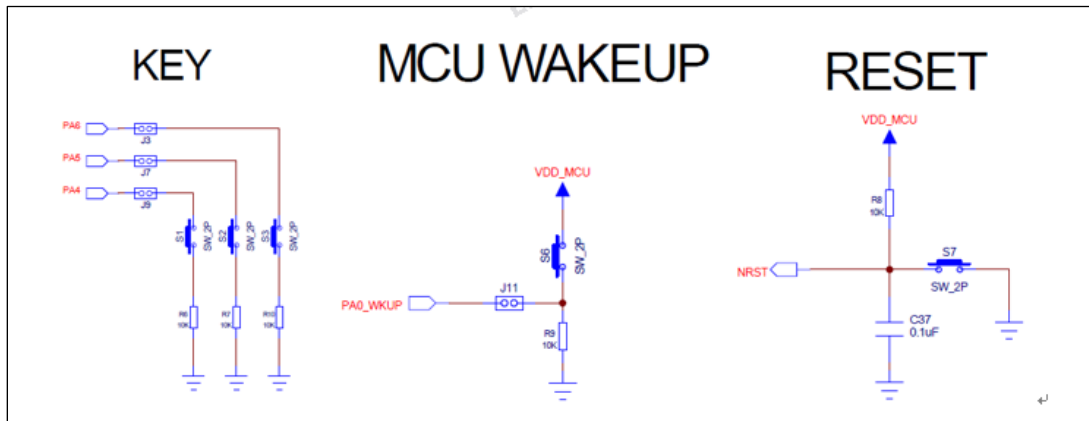 KEY
MCU WAKEUP
RESET
PA6
J3
PA5
J7
PA4
J9
S1
SW_2P
S2
SW_2P
S3
SW_2P
R6
10K
R7
10K
R10
10K
VDD_MCU
S6
SW_2P
PA0_WKUP
J11
R9
10K
VDD_MCU
R8
10K
NRST
S7
SW_2P
C37
0.1uF